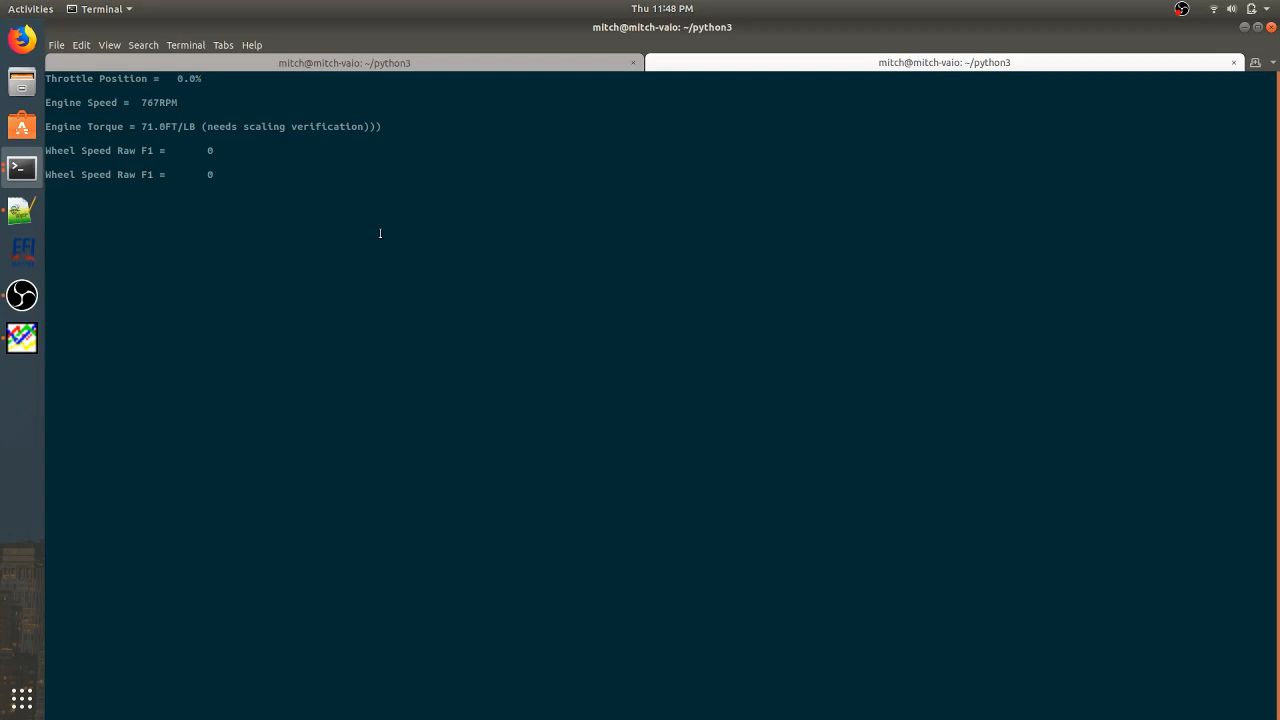 Activities
Terminal
Thu 11:48 PM
mitch@mitch-vaio: ~/python3
File Edit View Search Terminal Tabs Help
mitch@mitch-vaio: ~/python3
mitch@mitch-vaio: ~/python3
Throttle Position =   0.0%
Engine Speed =  767RPM
Engine Torque = 71.0FT/LB (needs scaling verification)))
Wheel Speed Raw F1 =       0
Wheel Speed Raw F1 =       0
EFI